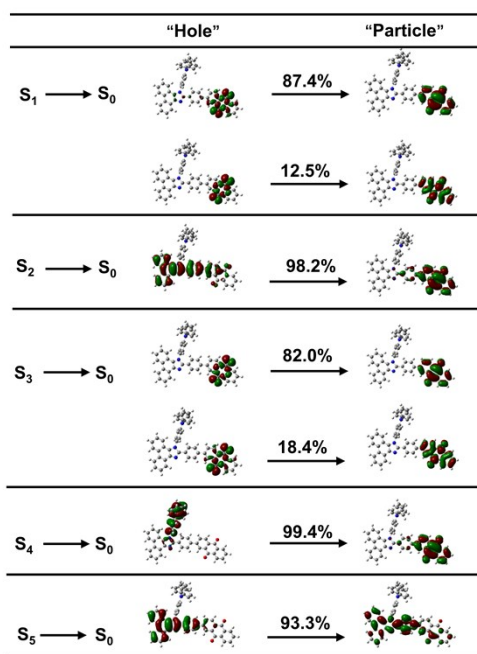 “Hole” “Particle”
S1 → S0 87.4%
12.5%
S2 → S0 98.2%
S3 → S0 82.0%
18.4%
S4 → S0 99.4%
S5 → S0 93.3%